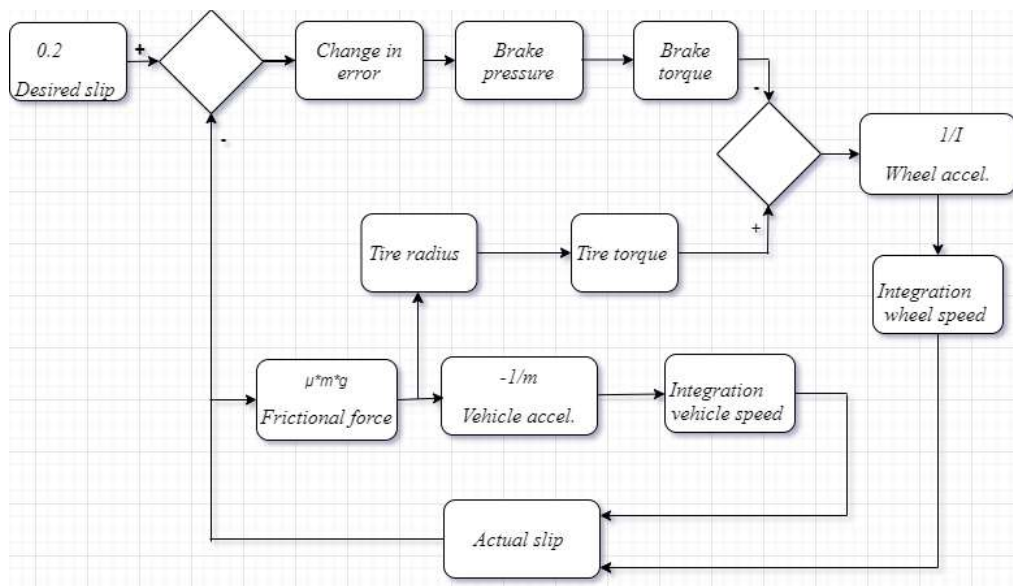 0.2
Desired slip
+
-
Change in
error
Brake
pressure
Brake
torque
-
+
1/I
Wheel accel.
Tire radius
Tire torque
Integration
wheel speed
μ*m*g
Frictional force
-1/m
Vehicle accel.
Integration
vehicle speed
Actual slip